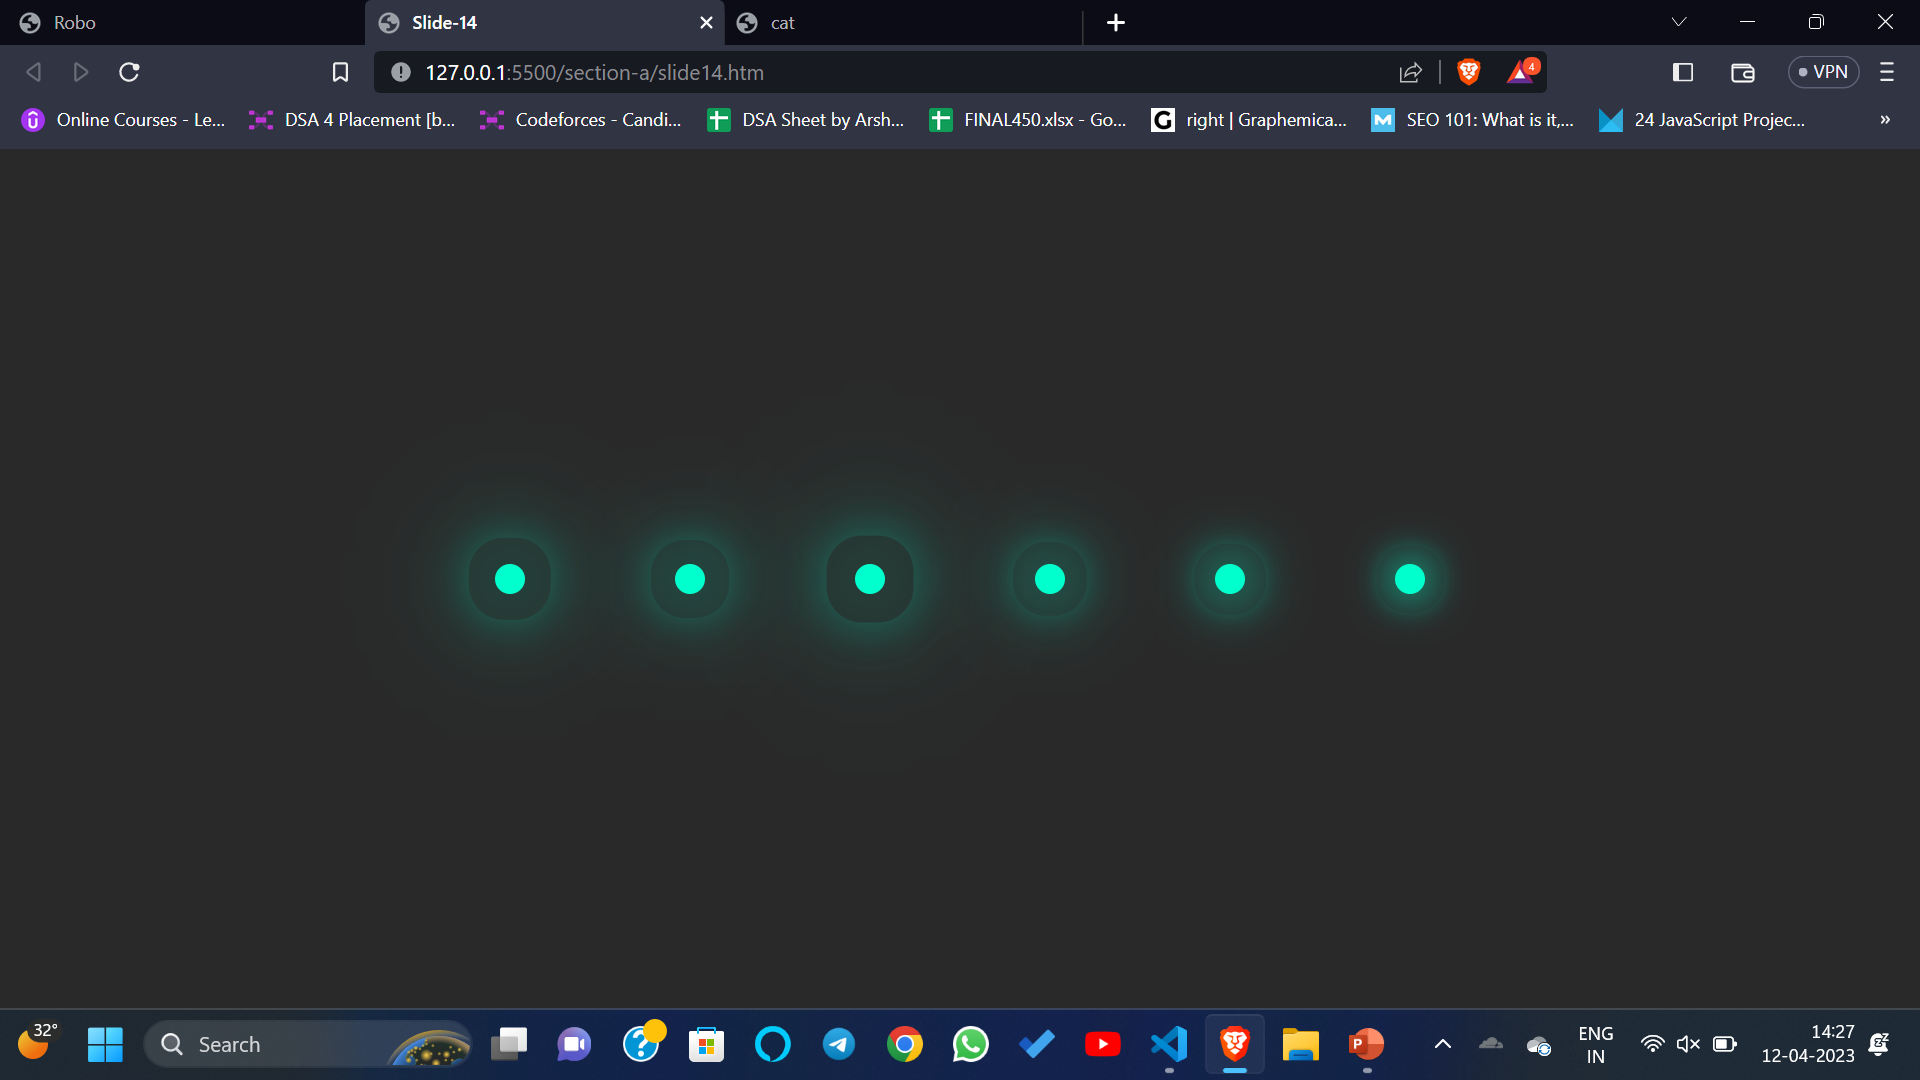 Robo
Slide-14
cat
127.0.0.1:5500/section-a/slide14.htm
4
VPN
Online Courses - Le...
DSA 4 Placement [b...
Codeforces - Candi...
DSA Sheet by Arsh...
FINAL450.xlsx - Go...
G
right | Graphemica...
M
SEO 101: What is it,...
24 JavaScript Projec...
»
32°
Search
P
ENG
IN
14:27
12-04-2023